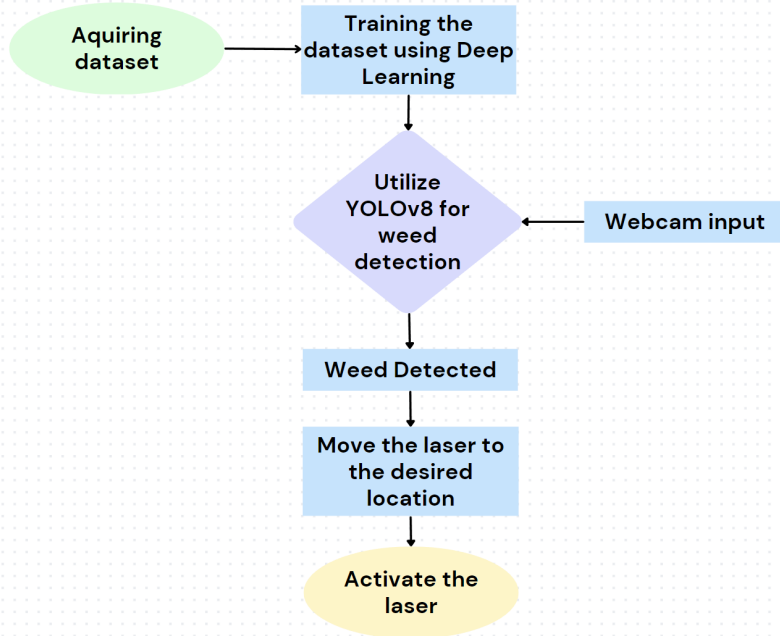 Aquiring
dataset
Training the
dataset using Deep
Learning
Utilize
YOLOv8 for
weed
detection
Webcam input
Weed Detected
Move the laser to
the desired
location
Activate the
laser